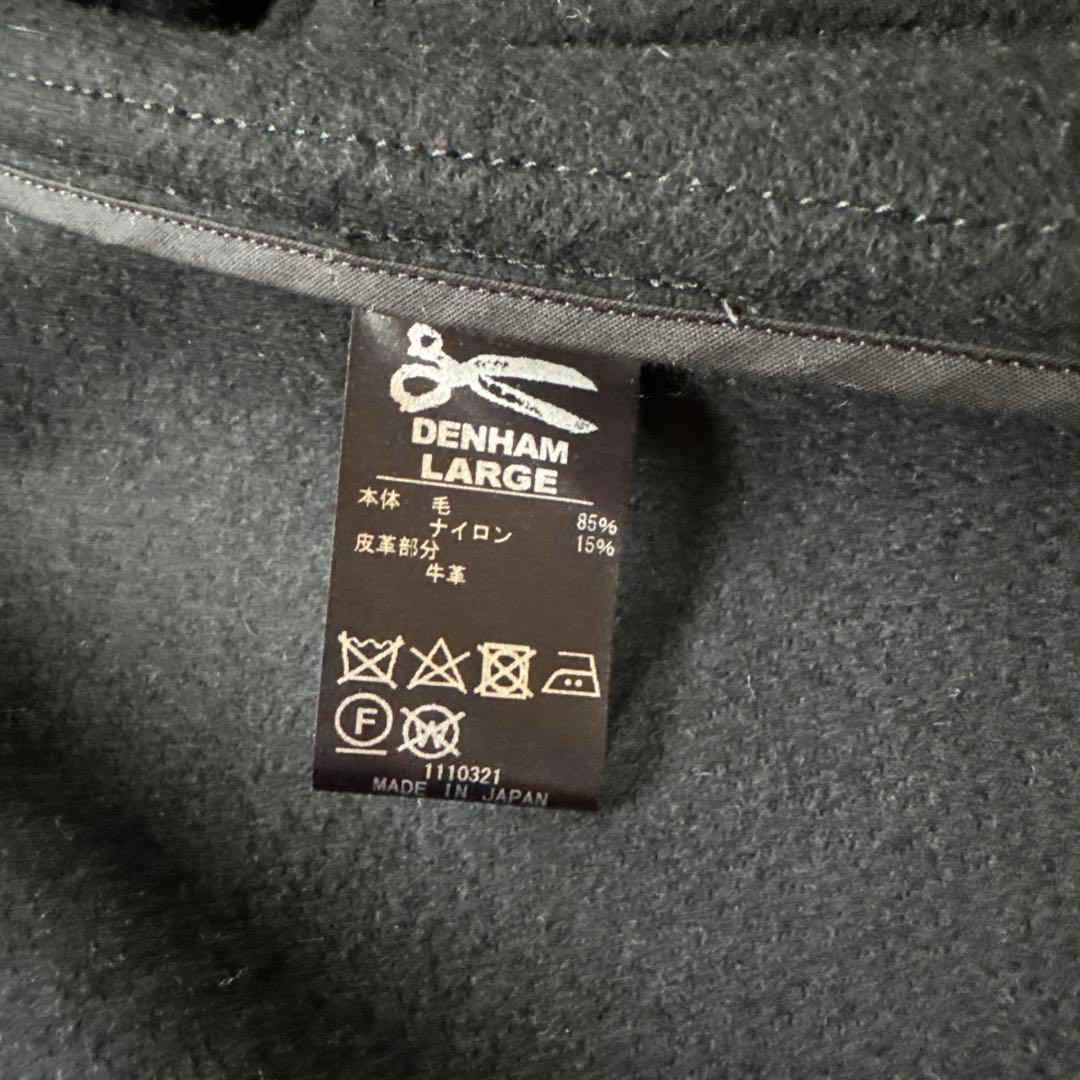 DENHAM
LARGE
本体 毛 85%
ナイロン 15%
皮革部分
牛革
F W
1110321
MADE IN JAPAN